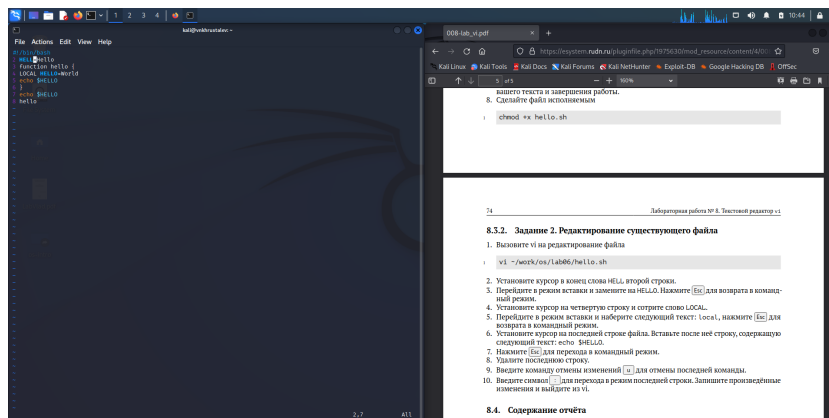 1 2 3 4
10:44
kali@vnkhrustalev: ~
File Actions Edit View Help
#!/bin/bash
HELL=Hello
function hello {
LOCAL HELLO=World
echo $HELLO
}
echo $HELLO
hello
2,7 All
008-lab_vi.pdf
https://esystem.rudn.ru/pluginfile.php/1975630/mod_resource/content/4/00
Kali Linux Kali Tools Kali Docs Kali Forums Kali NetHunter Exploit-DB Google Hacking DB OffSec
5 of 5 160%
вашего текста и завершения работы.
8. Сделайте файл исполняемым
1 chmod +x hello.sh
74 Лабораторная работа № 8. Текстовой редактор vi
8.3.2. Задание 2. Редактирование существующего файла
1. Вызовите vi на редактирование файла
1 vi ~/work/os/lab06/hello.sh
2. Установите курсор в конец слова HELL второй строки.
3. Перейдите в режим вставки и замените на HELLO. Нажмите Esc для возврата в команд-
ный режим.
4. Установите курсор на четвертую строку и сотрите слово LOCAL.
5. Перейдите в режим вставки и наберите следующий текст: local, нажмите Esc для
возврата в командный режим.
6. Установите курсор на последней строке файла. Вставьте после неё строку, содержащую
следующий текст: echo $HELLO.
7. Нажмите Esc для перехода в командный режим.
8. Удалите последнюю строку.
9. Введите команду отмены изменений u для отмены последней команды.
10. Введите символ : для перехода в режим последней строки. Запишите произведённые
изменения и выйдите из vi.
8.4. Содержание отчёта